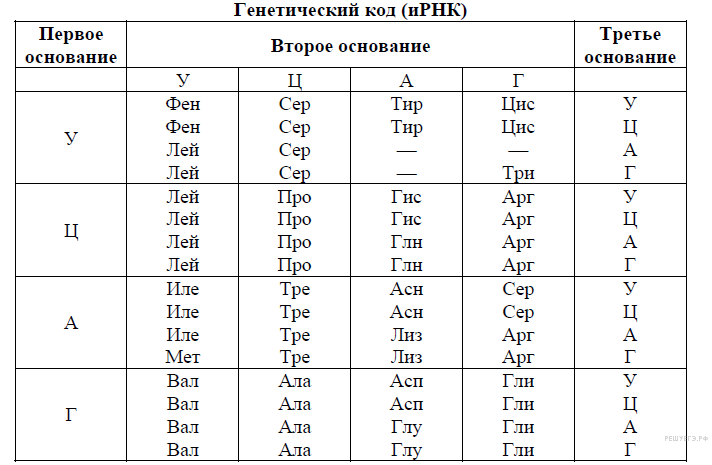 Генетический код (иРНК)
Первое основание Второе основание Третье основание
У Ц А Г
У
Фен Сер Тир Цис У
Фен Сер Тир Цис Ц
Лей Сер — — А
Лей Сер — Три Г
Ц
Лей Про Гис Арг У
Лей Про Гис Арг Ц
Лей Про Глн Арг А
Лей Про Глн Арг Г
А
Иле Тре Асн Сер У
Иле Тре Асн Сер Ц
Иле Тре Лиз Арг А
Мет Тре Лиз Арг Г
Г
Вал Ала Асп Гли У
Вал Ала Асп Гли Ц
Вал Ала Глу Гли А
Вал Ала Глу Гли Г
РЕШУЕГЭ.РФ